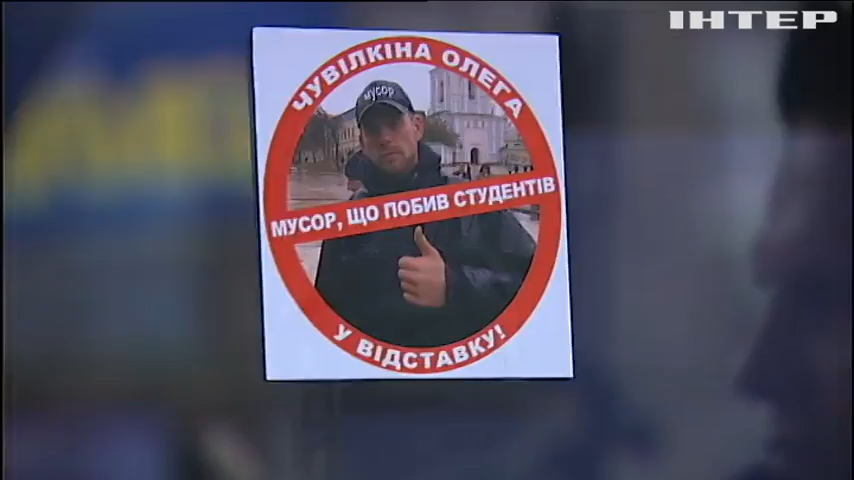 ІНТЕР
ЧУВІЛКІНА ОЛЕГА
мусор
МУСОР, ЩО ПОБИВ СТУДЕНТІВ
У ВІДСТАВКУ!